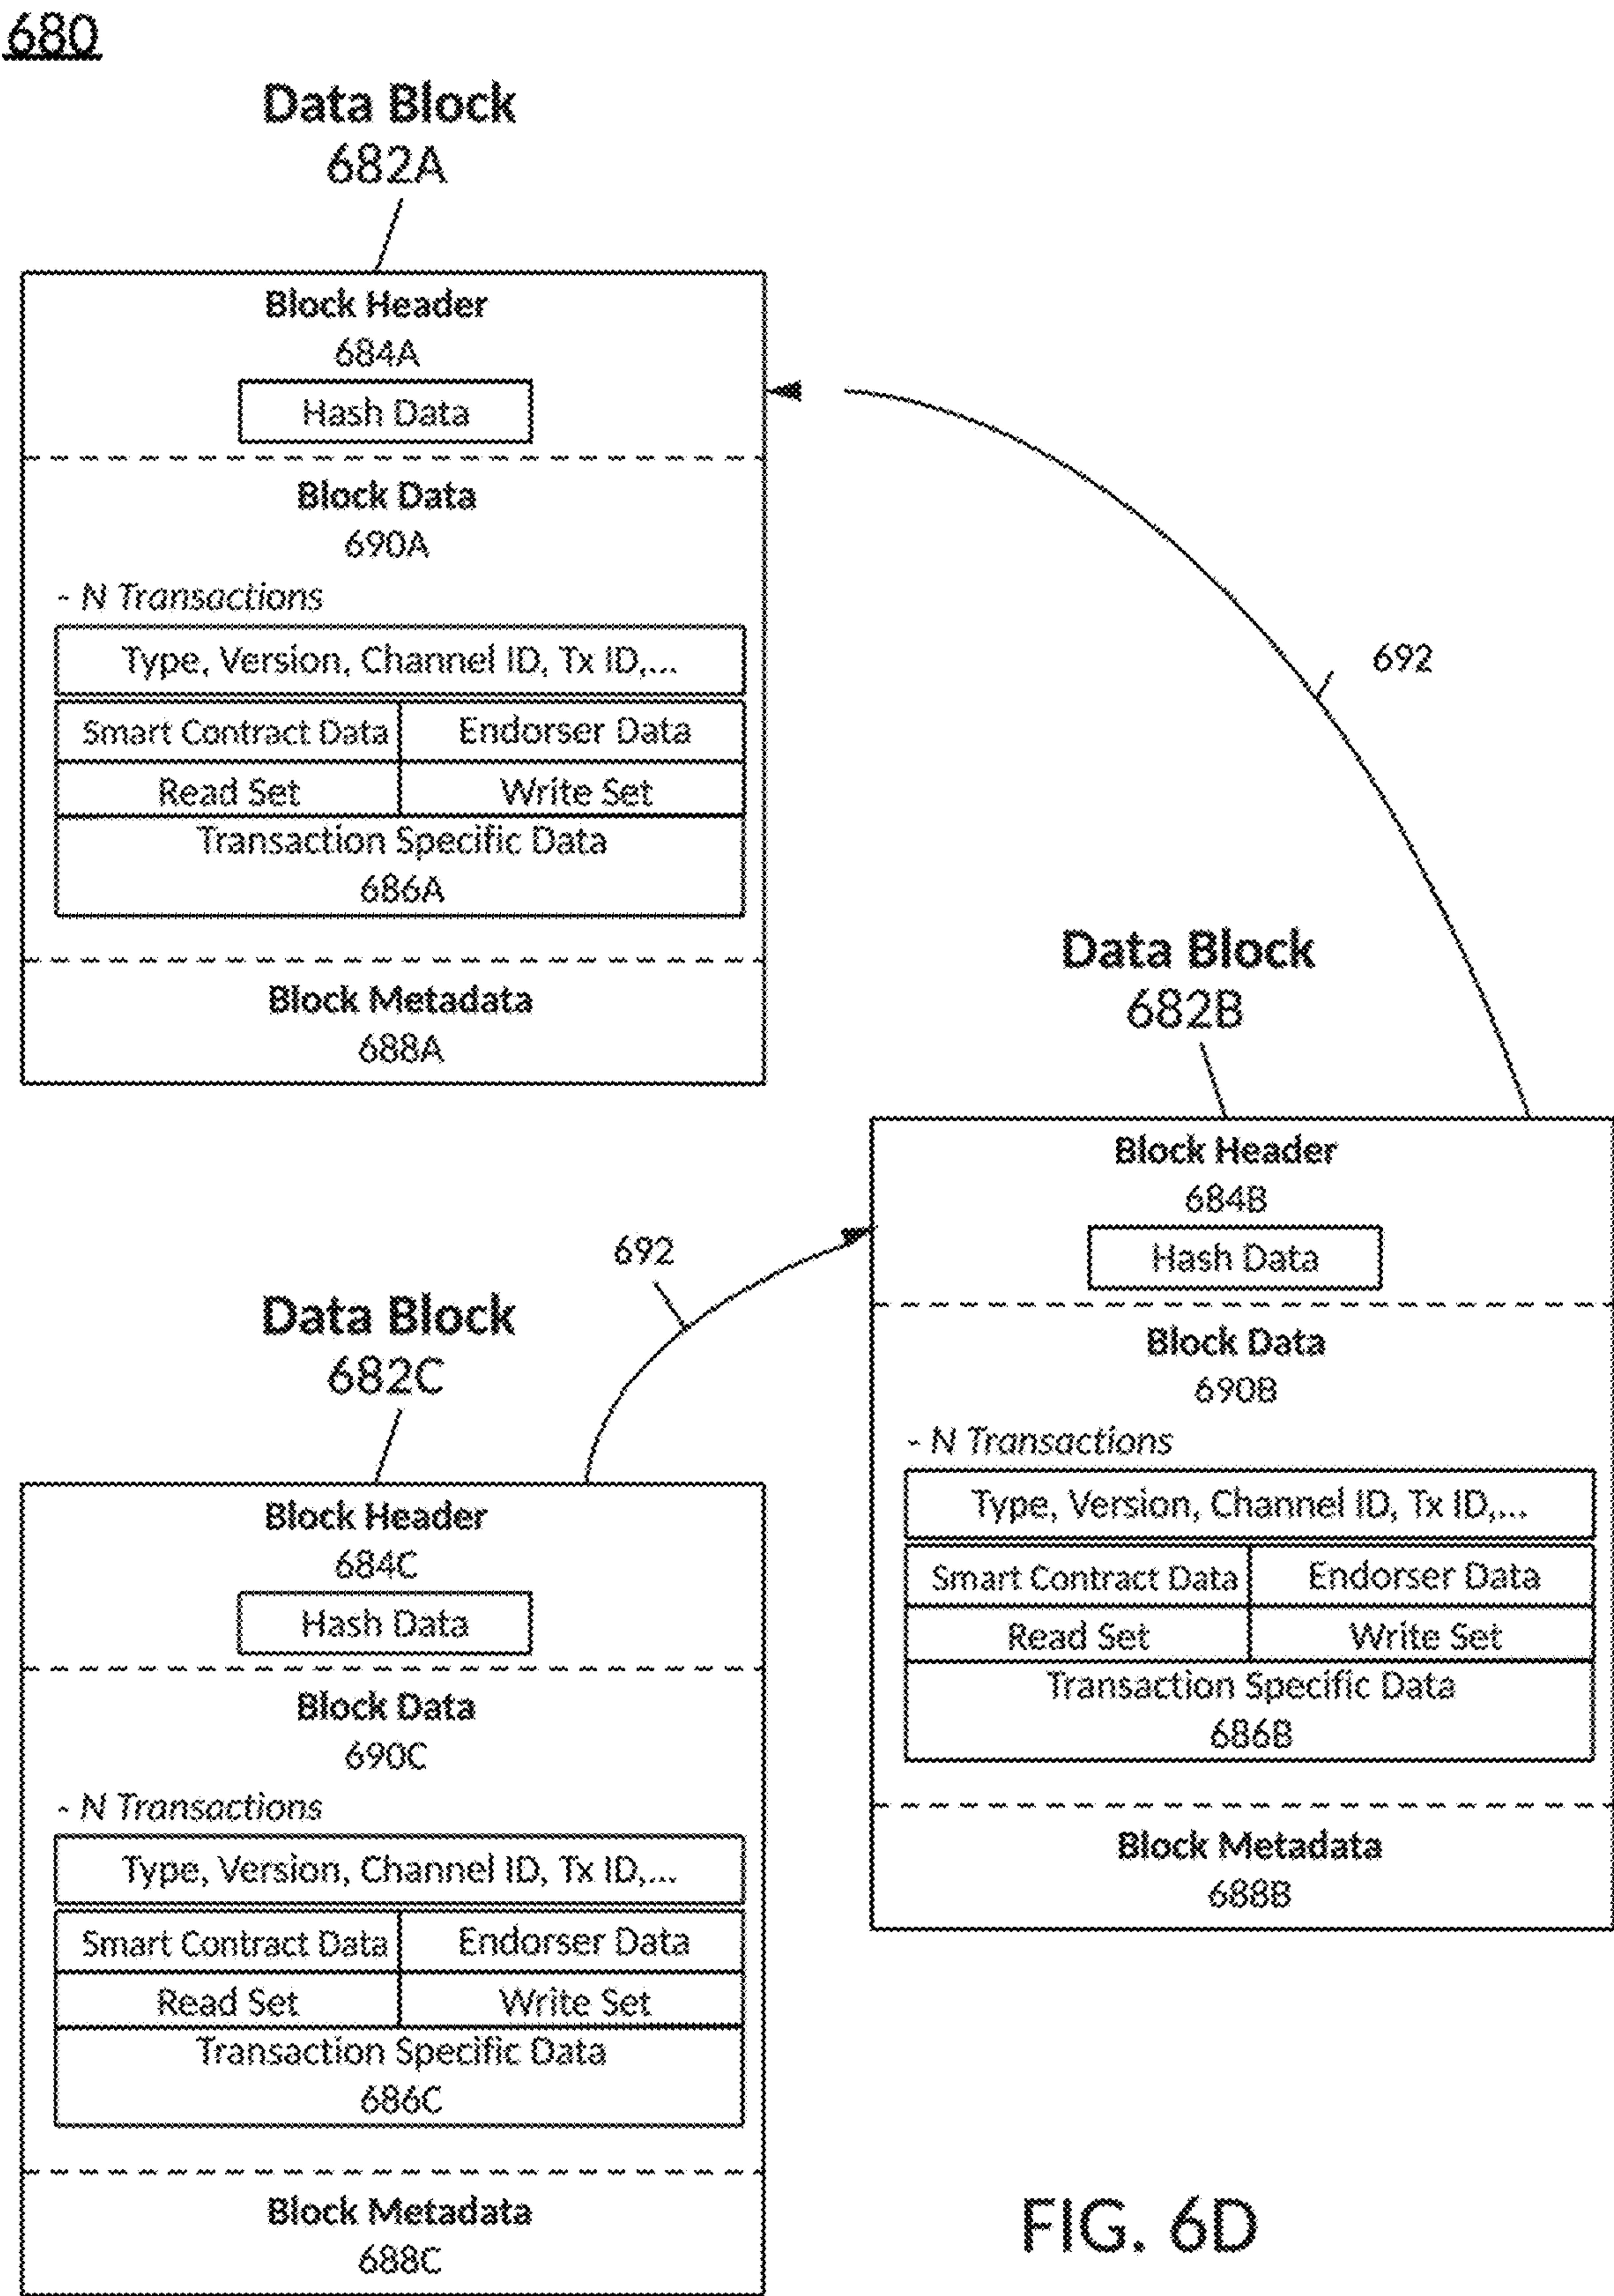 680
Data Block
682A
Block Header
684A
Hash Data
Block Data
690A
- N Transactions
Type, Version, Channel ID, Tx ID,...
Smart Contract Data
Endorser Data
Read Set
Write Set
Transaction Specific Data
686A
Block Metadata
688A
692
Data Block
682B
Block Header
684B
Hash Data
Block Data
690B
- N Transactions
Type, Version, Channel ID, Tx ID,...
Smart Contract Data
Endorser Data
Read Set
Write Set
Transaction Specific Data
686B
Block Metadata
688B
692
Data Block
682C
Block Header
684C
Hash Data
Block Data
690C
- N Transactions
Type, Version, Channel ID, Tx ID,...
Smart Contract Data
Endorser Data
Read Set
Write Set
Transaction Specific Data
686C
Block Metadata
688C
FIG. 6D